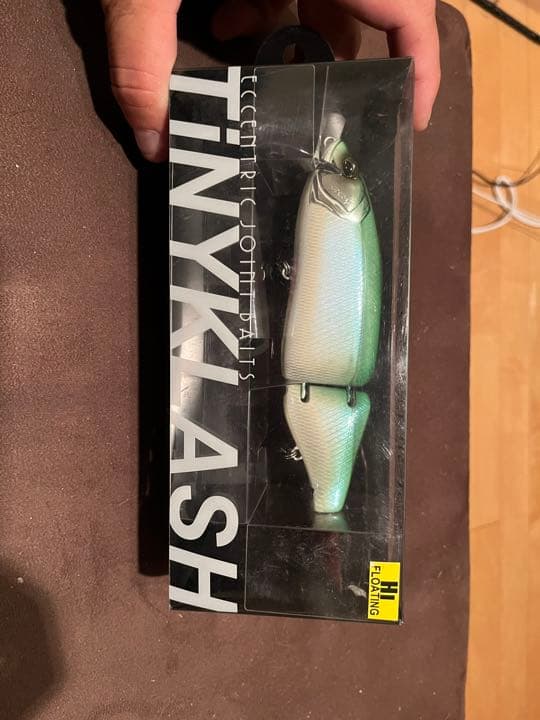 ECCENTRIC JOINT BAITS
TiNYKLASH
Hi
FLOATING